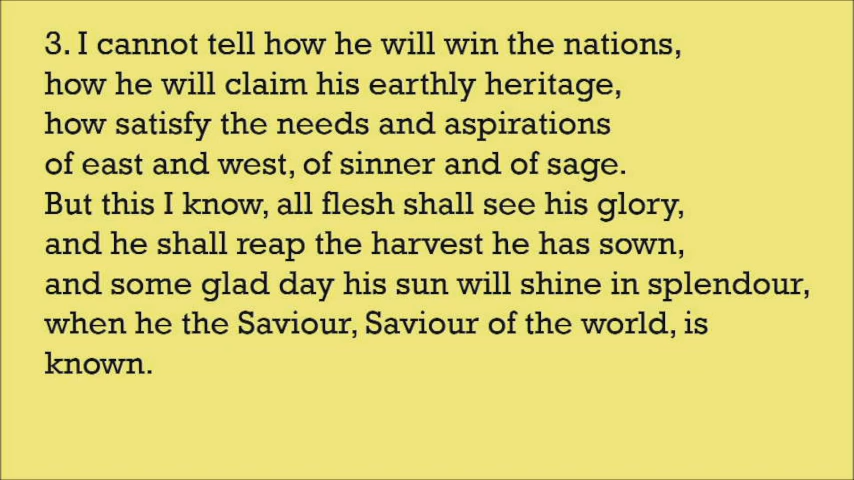 3. I cannot tell how he will win the nations,
how he will claim his earthly heritage,
how satisfy the needs and aspirations
of east and west, of sinner and of sage.
But this I know, all flesh shall see his glory,
and he shall reap the harvest he has sown,
and some glad day his sun will shine in splendour,
when he the Saviour, Saviour of the world, is
known.